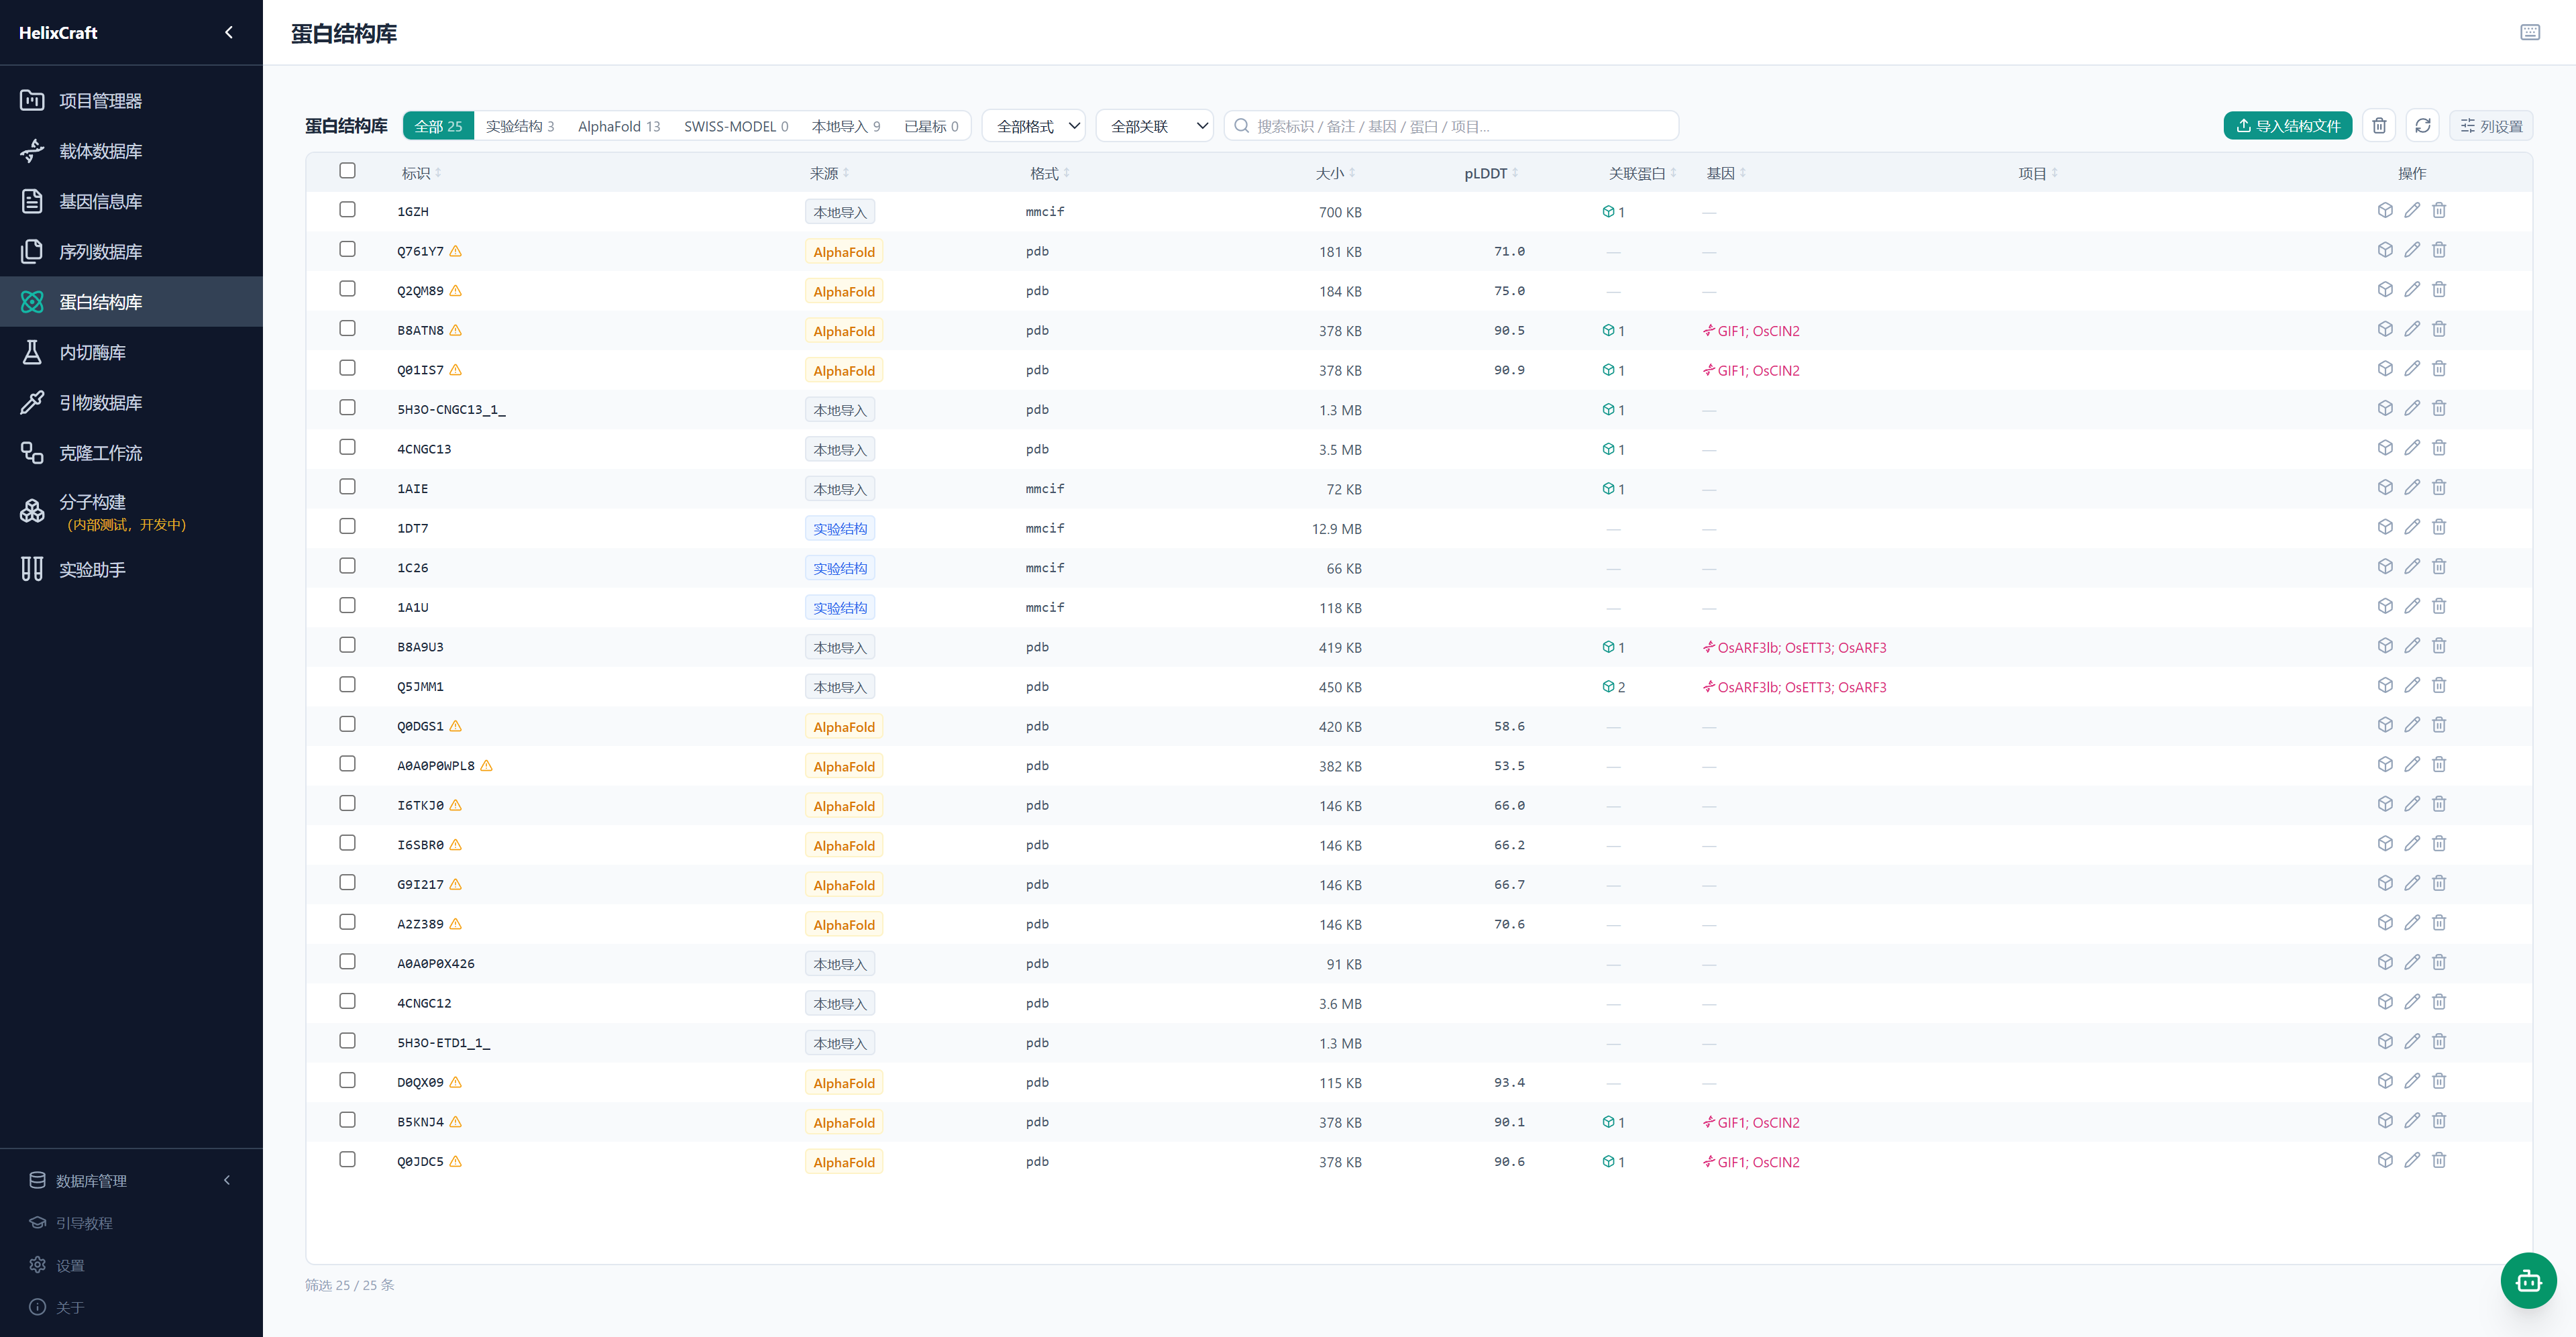 HelixCraft
蛋白结构库
项目管理器
载体数据库
基因信息库
序列数据库
蛋白结构库
内切酶库
引物数据库
克隆工作流
分子构建
（内部测试，开发中）
实验助手
数据库管理
引导教程
设置
关于
蛋白结构库 全部 25 实验结构 3 AlphaFold 13 SWISS-MODEL 0 本地导入 9 已星标 0 全部格式 全部关联 搜索标识 / 备注 / 基因 / 蛋白 / 项目... 导入结构文件 列设置
标识 来源 格式 大小 pLDDT 关联蛋白 基因 项目 操作
1GZH 本地导入 mmcif 700 KB 1 —
Q761Y7 AlphaFold pdb 181 KB 71.0 — —
Q2QM89 AlphaFold pdb 184 KB 75.0 — —
B8ATN8 AlphaFold pdb 378 KB 90.5 1 GIF1; OsCIN2
Q01IS7 AlphaFold pdb 378 KB 90.9 1 GIF1; OsCIN2
5H3O-CNGC13_1_ 本地导入 pdb 1.3 MB 1 —
4CNGC13 本地导入 pdb 3.5 MB 1 —
1AIE 本地导入 mmcif 72 KB 1 —
1DT7 实验结构 mmcif 12.9 MB — —
1C26 实验结构 mmcif 66 KB — —
1A1U 实验结构 mmcif 118 KB — —
B8A9U3 本地导入 pdb 419 KB 1 OsARF3lb; OsETT3; OsARF3
Q5JMM1 本地导入 pdb 450 KB 2 OsARF3lb; OsETT3; OsARF3
Q0DGS1 AlphaFold pdb 420 KB 58.6 — —
A0A0P0WPL8 AlphaFold pdb 382 KB 53.5 — —
I6TKJ0 AlphaFold pdb 146 KB 66.0 — —
I6SBR0 AlphaFold pdb 146 KB 66.2 — —
G9I217 AlphaFold pdb 146 KB 66.7 — —
A2Z389 AlphaFold pdb 146 KB 70.6 — —
A0A0P0X426 本地导入 pdb 91 KB — —
4CNGC12 本地导入 pdb 3.6 MB — —
5H3O-ETD1_1_ 本地导入 pdb 1.3 MB — —
D0QX09 AlphaFold pdb 115 KB 93.4 — —
B5KNJ4 AlphaFold pdb 378 KB 90.1 1 GIF1; OsCIN2
Q0JDC5 AlphaFold pdb 378 KB 90.6 1 GIF1; OsCIN2
筛选 25 / 25 条